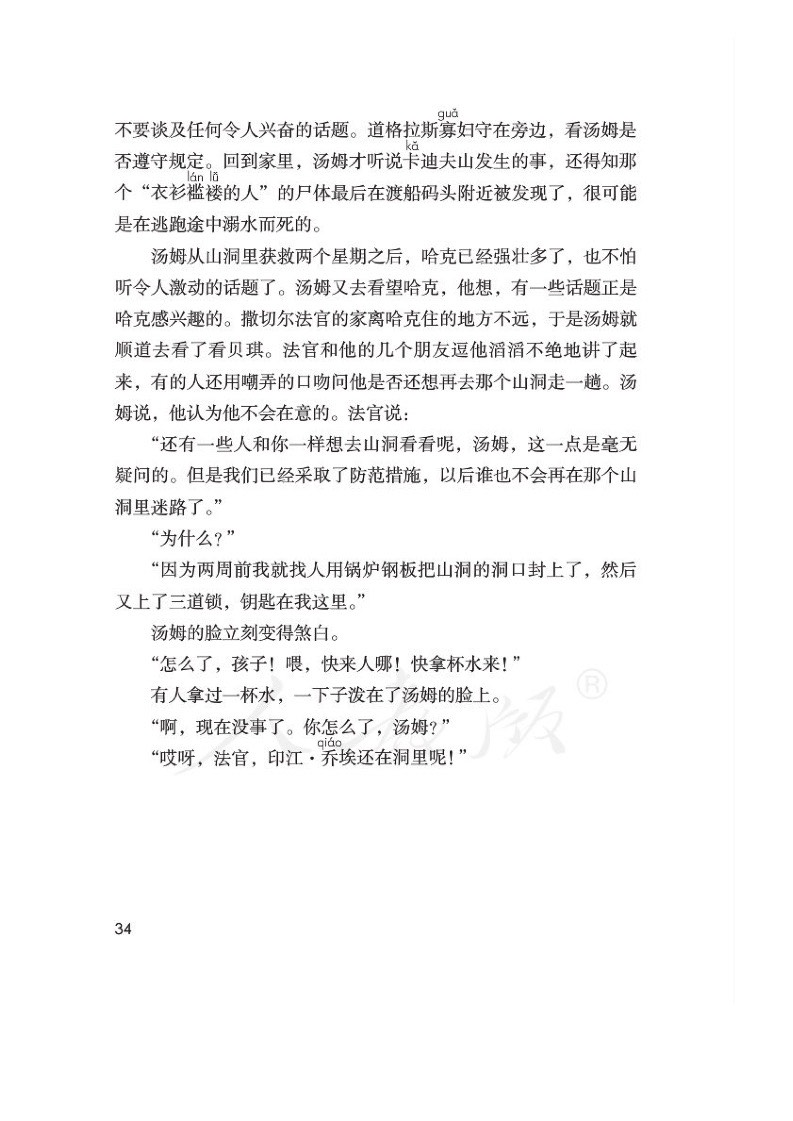 guǎ
不要谈及任何令人兴奋的话题。道格拉斯寡妇守在旁边，看汤姆是
kǎ
否遵守规定。回到家里，汤姆才听说卡迪夫山发生的事，还得知那
lán lǚ
个“衣衫褴褛的人”的尸体最后在渡船码头附近被发现了，很可能
是在逃跑途中溺水而死的。
汤姆从山洞里获救两个星期之后，哈克已经强壮多了，也不怕
听令人激动的话题了。汤姆又去看望哈克，他想，有一些话题正是
哈克感兴趣的。撒切尔法官的家离哈克住的地方不远，于是汤姆就
顺道去看了看贝琪。法官和他的几个朋友逗他滔滔不绝地讲了起
来，有的人还用嘲弄的口吻问他是否还想再去那个山洞走一趟。汤
姆说，他认为他不会在意的。法官说：
“还有一些人和你一样想去山洞看看呢，汤姆，这一点是毫无
疑问的。但是我们已经采取了防范措施，以后谁也不会再在那个山
洞里迷路了。”
“为什么？”
“因为两周前我就找人用锅炉钢板把山洞的洞口封上了，然后
又上了三道锁，钥匙在我这里。”
汤姆的脸立刻变得煞白。
“怎么了，孩子！喂，快来人哪！快拿杯水来！”
有人拿过一杯水，一下子泼在了汤姆的脸上。
“啊，现在没事了。你怎么了，汤姆？”
qiáo
“哎呀，法官，印江·乔埃还在洞里呢！”
人教版®
34